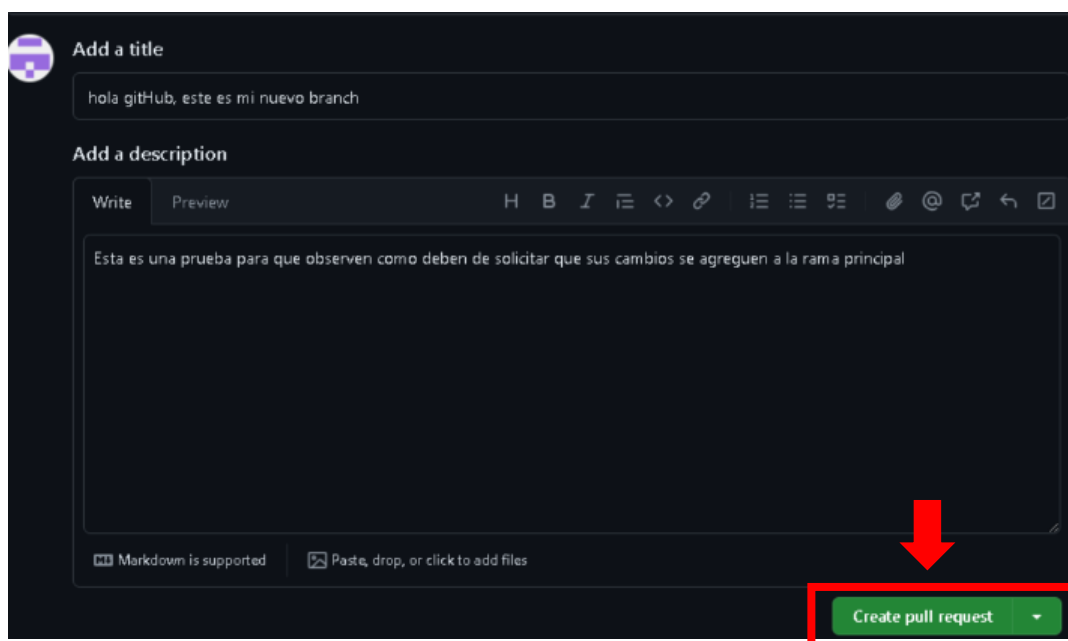 Add a title
hola gitHub, este es mi nuevo branch
Add a description
Write Preview H B I
Esta es una prueba para que observen como deben de solicitar que sus cambios se agreguen a la rama principal
Markdown is supported Paste, drop, or click to add files
Create pull request